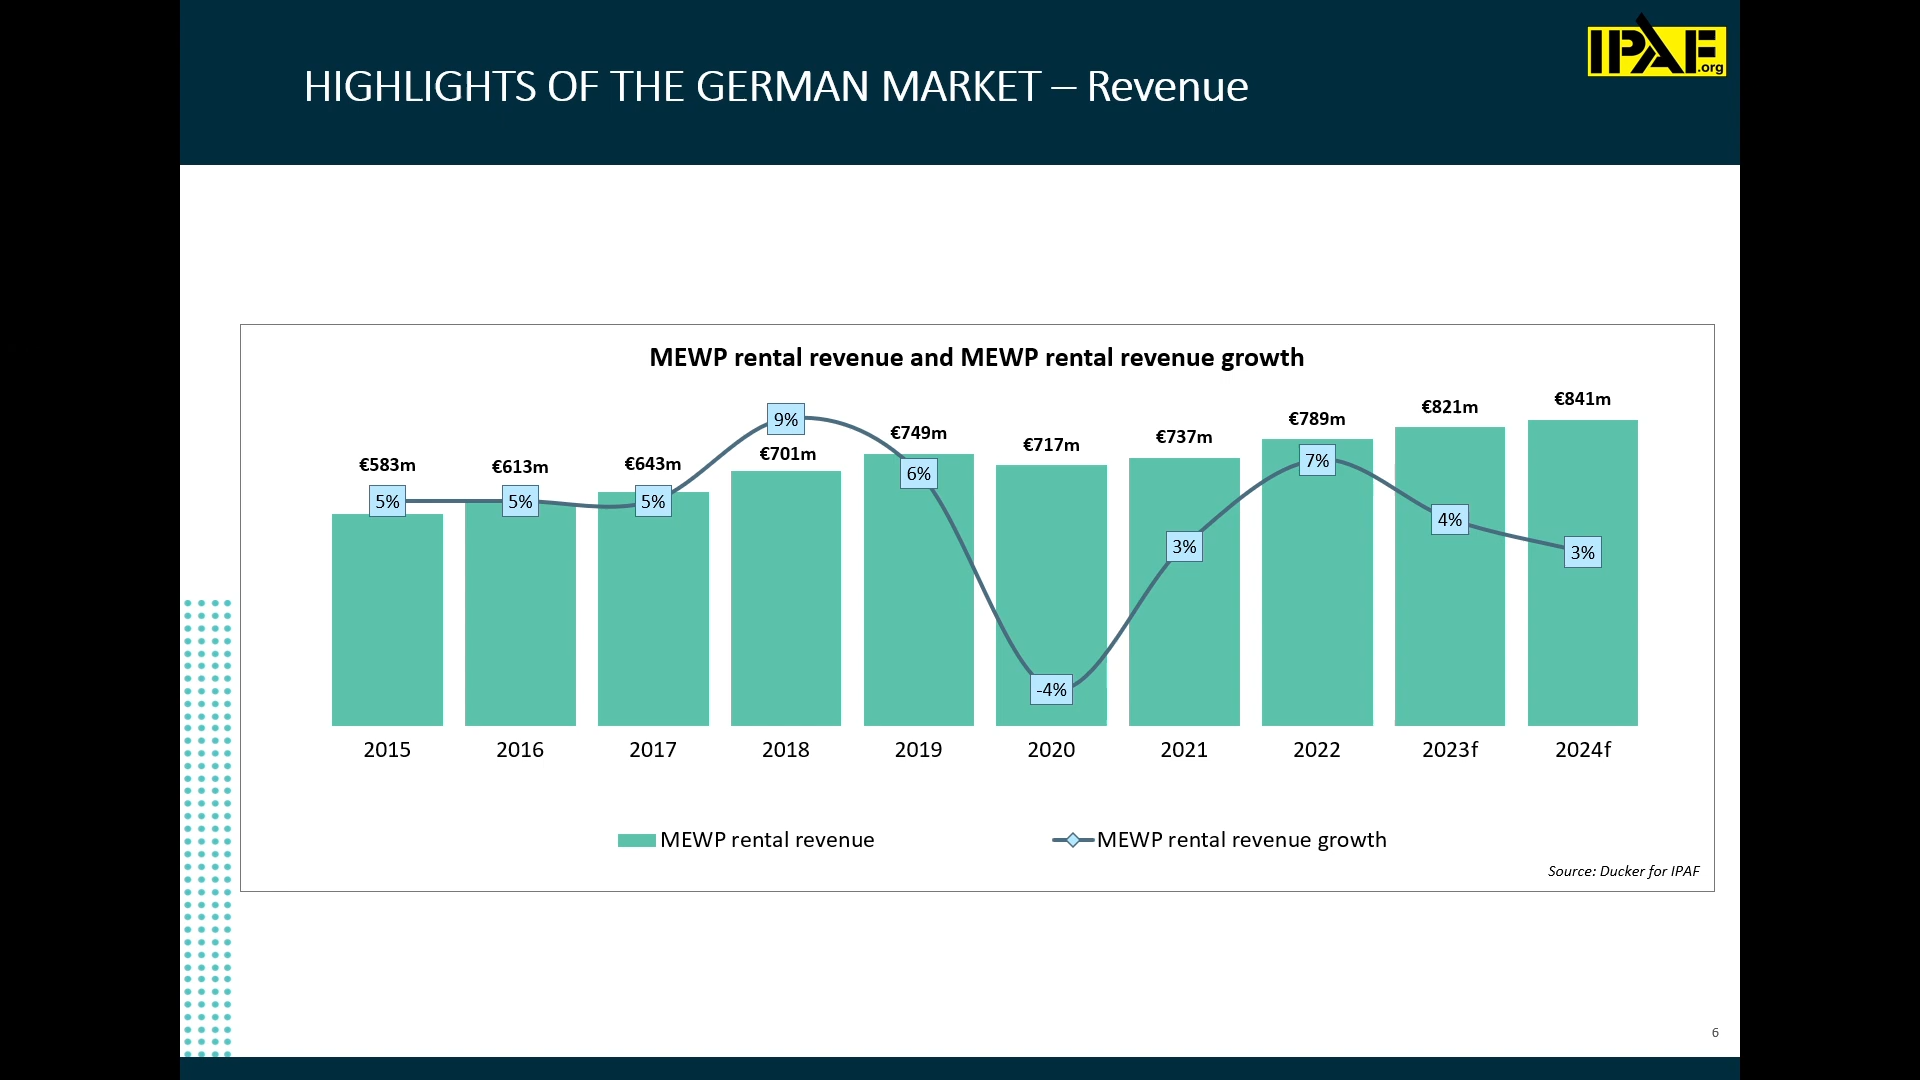 IPAF
.org
HIGHLIGHTS OF THE GERMAN MARKET – Revenue
MEWP rental revenue and MEWP rental revenue growth
€583m €613m €643m €701m €749m €717m €737m €789m €821m €841m
5% 5% 5% 9% 6% -4% 3% 7% 4% 3%
2015 2016 2017 2018 2019 2020 2021 2022 2023f 2024f
MEWP rental revenue MEWP rental revenue growth
Source: Ducker for IPAF
6